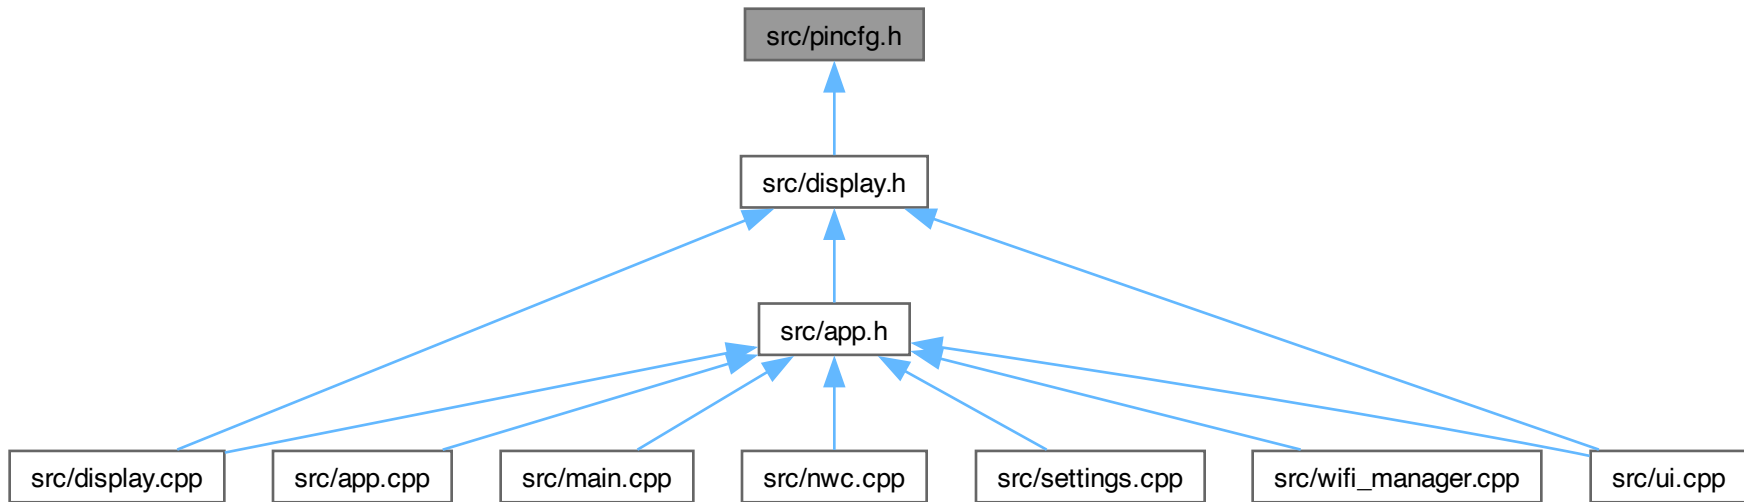 src/pincfg.h
src/display.h
src/app.h
src/display.cpp
src/app.cpp
src/main.cpp
src/nwc.cpp
src/settings.cpp
src/wifi_manager.cpp
src/ui.cpp